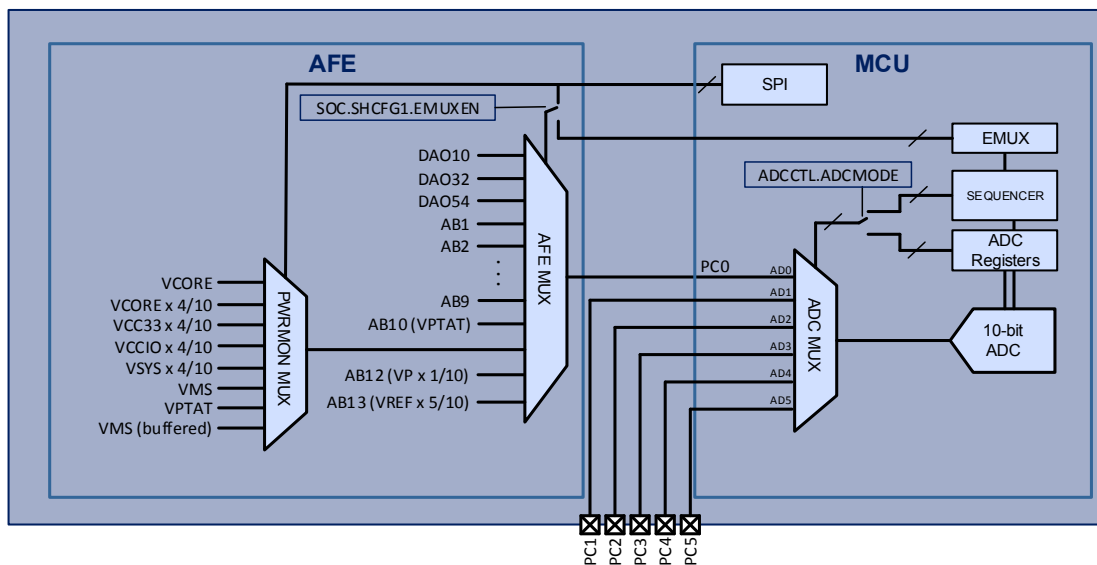 AFE
MCU
SPI
SOC.SHCFG1.EMUXEN
EMUX
DAO10
DAO32
DAO54
AB1
AB2
AB9
AB10 (VPTAT)
AB12 (VP x 1/10)
AB13 (VREF x 5/10)
AFE MUX
ADCCTL.ADCMODE
SEQUENCER
ADC
Registers
VCORE
VCORE x 4/10
VCC33 x 4/10
VCCIO x 4/10
VSYS x 4/10
VMS
VPTAT
VMS (buffered)
PWRMON MUX
PC0
AD0
AD1
AD2
AD3
AD4
AD5
ADC MUX
10-bit
ADC
PC1
PC2
PC3
PC4
PC5